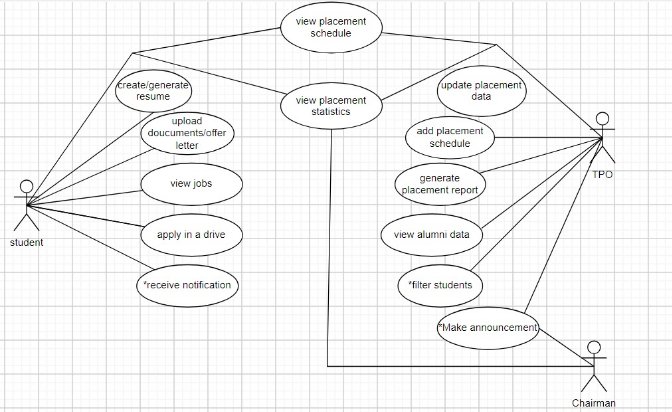 view placement
schedule
create/generate
resume
view placement
statistics
update placement
data
upload
doucuments/offer
letter
add placement
schedule
TPO
generate
placement report
view jobs
student
apply in a drive
view alumni data
*receive notification
*filter students
*Make announcement
Chairman